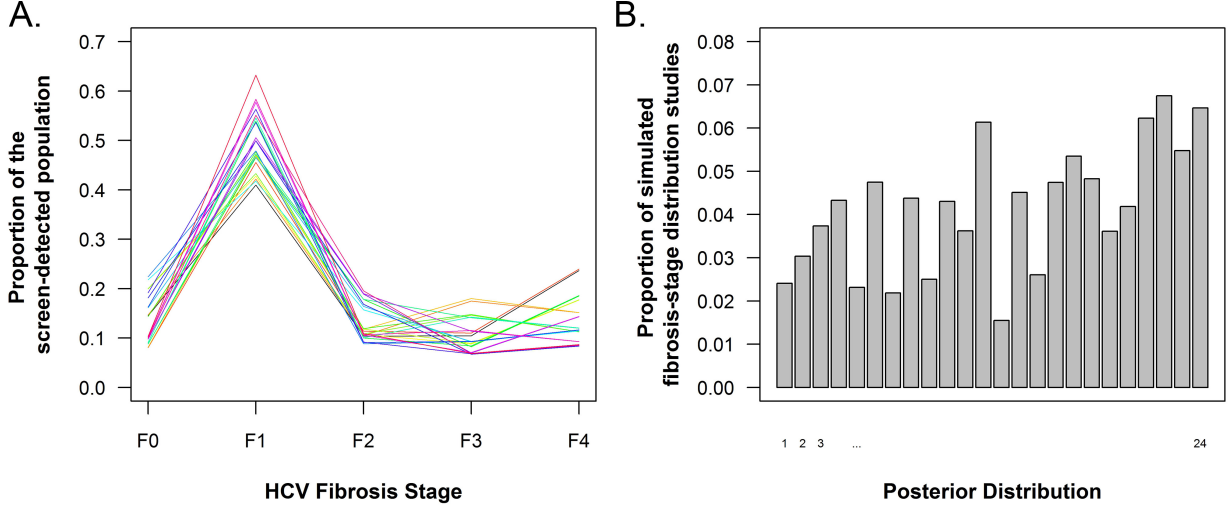 A.
Proportion of the
screen-detected population
0.7
0.6
0.5
0.4
0.3
0.2
0.1
0.0
F0 F1 F2 F3 F4
HCV Fibrosis Stage
B.
Proportion of simulated
fibrosis-stage distribution studies
0.08
0.07
0.06
0.05
0.04
0.03
0.02
0.01
0.00
1 2 3 ... 24
Posterior Distribution